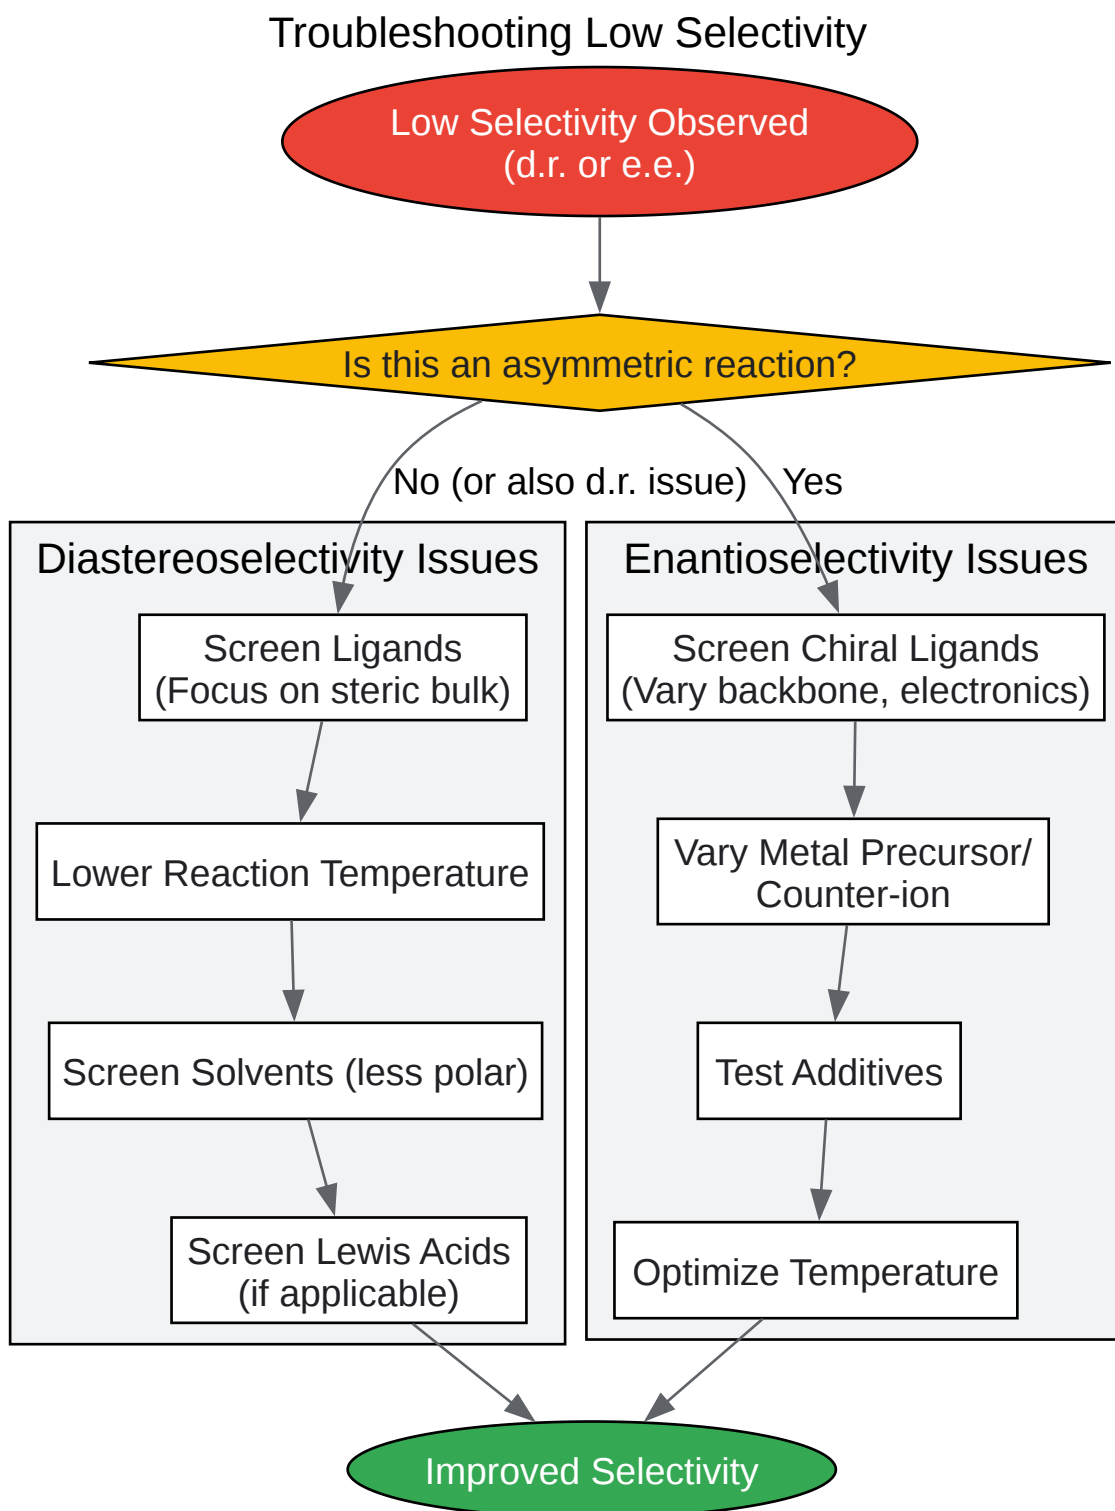 Troubleshooting Low Selectivity
Low Selectivity Observed
(d.r. or e.e.)
Is this an asymmetric reaction?
No (or also d.r. issue)
Yes
Diastereoselectivity Issues
Screen Ligands
(Focus on steric bulk)
Lower Reaction Temperature
Screen Solvents (less polar)
Screen Lewis Acids
(if applicable)
Enantioselectivity Issues
Screen Chiral Ligands
(Vary backbone, electronics)
Vary Metal Precursor/
Counter-ion
Test Additives
Optimize Temperature
Improved Selectivity